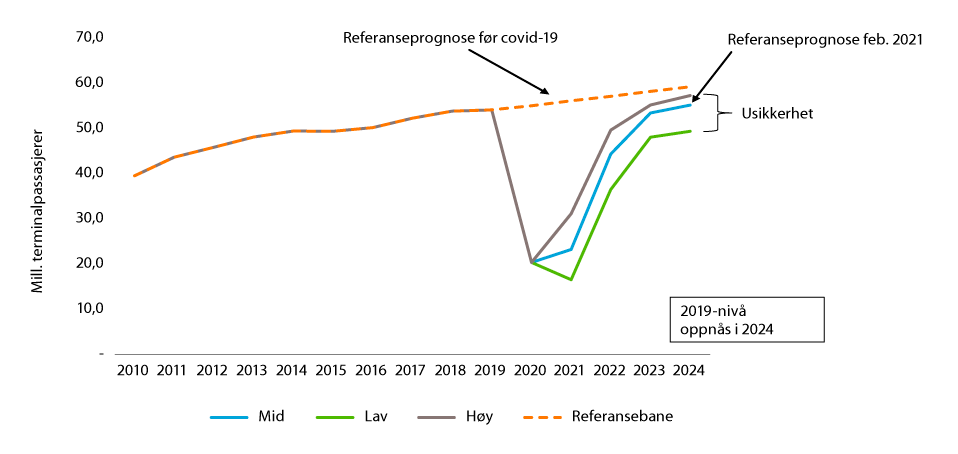 Referanseprognose før covid-19
Referanseprognose feb. 2021
Usikkerhet
Mill. terminalpassasjerer
70,0
60,0
50,0
40,0
30,0
20,0
10,0
-
2019-nivå
oppnås i 2024
2010 2011 2012 2013 2014 2015 2016 2017 2018 2019 2020 2021 2022 2023 2024
Mid Lav Høy Referansebane